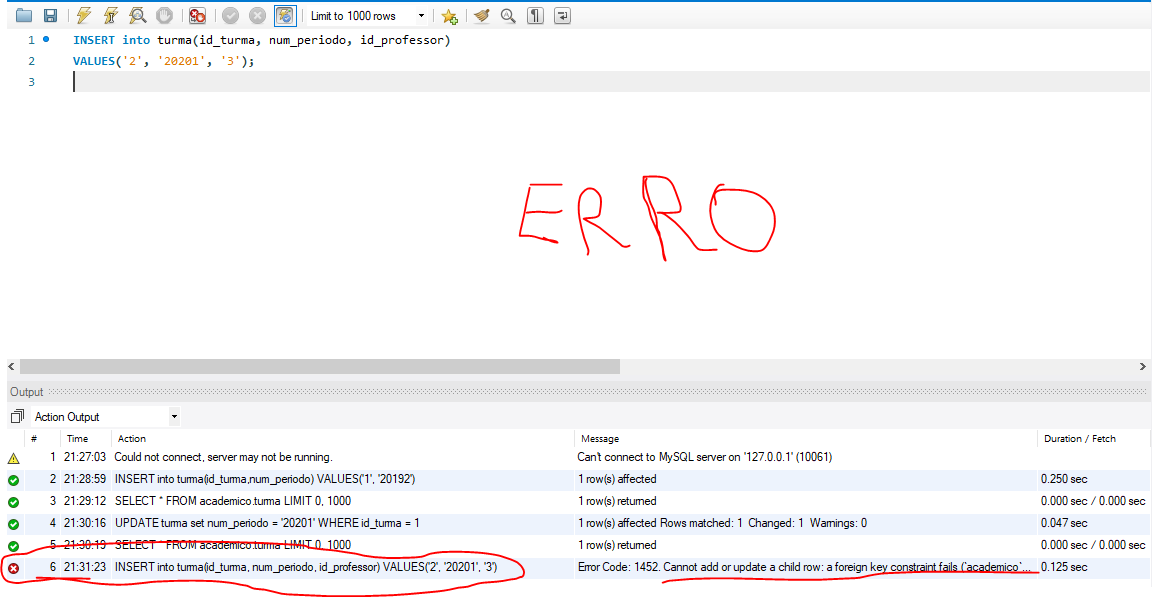 Limit to 1000 rows
1 INSERT into turma(id_turma, num_periodo, id_professor)
2 VALUES('2', '20201', '3');
3
ERRO
Output
Action Output
# Time Action Message Duration / Fetch
1 21:27:03 Could not connect, server may not be running. Can't connect to MySQL server on '127.0.0.1' (10061)
2 21:28:59 INSERT into turma(id_turma,num_periodo) VALUES('1', '20192') 1 row(s) affected 0.250 sec
3 21:29:12 SELECT * FROM academico.turma LIMIT 0, 1000 1 row(s) returned 0.000 sec / 0.000 sec
4 21:30:16 UPDATE turma set num_periodo = '20201' WHERE id_turma = 1 1 row(s) affected Rows matched: 1 Changed: 1 Warnings: 0 0.047 sec
5 21:30:19 SELECT * FROM academico.turma LIMIT 0, 1000 1 row(s) returned 0.000 sec / 0.000 sec
6 21:31:23 INSERT into turma(id_turma, num_periodo, id_professor) VALUES('2', '20201', '3') Error Code: 1452. Cannot add or update a child row: a foreign key constraint fails (`academico`... 0.125 sec